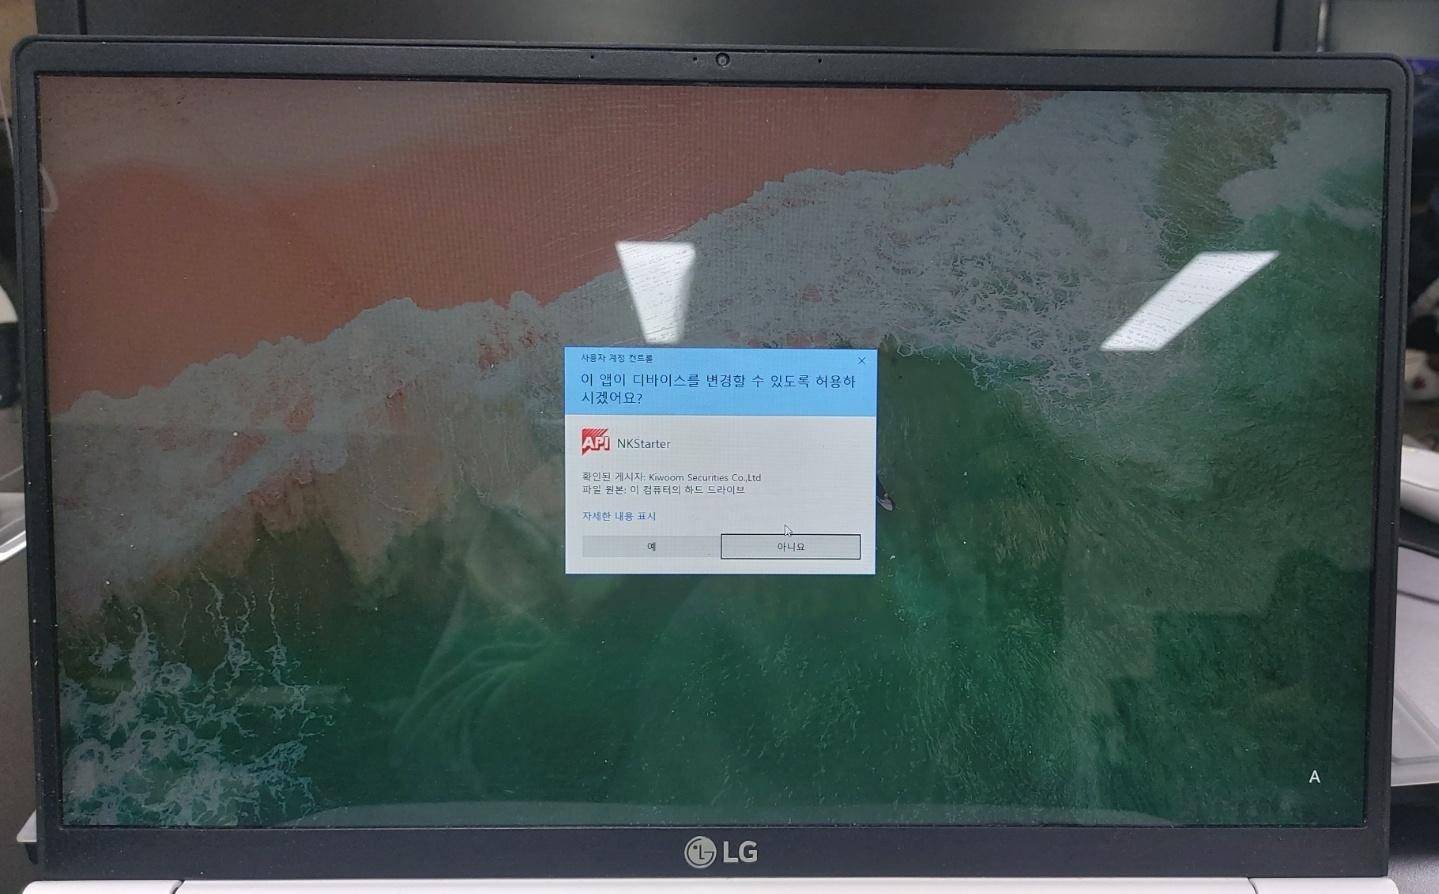 사용자 계정 컨트롤
이 앱이 디바이스를 변경할 수 있도록 허용하
시겠어요?
API NKStarter
확인된 게시자: Kiwoom Securities Co.,Ltd
파일 원본: 이 컴퓨터의 하드 드라이브
자세한 내용 표시
예 아니요
A
LG